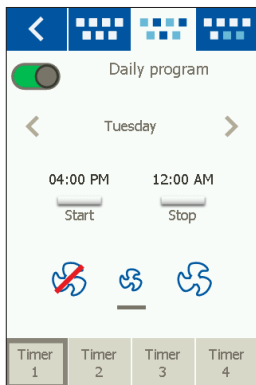 Daily program
Tuesday
04:00 PM 12:00 AM
Start Stop
Timer Timer Timer Timer
1 2 3 4